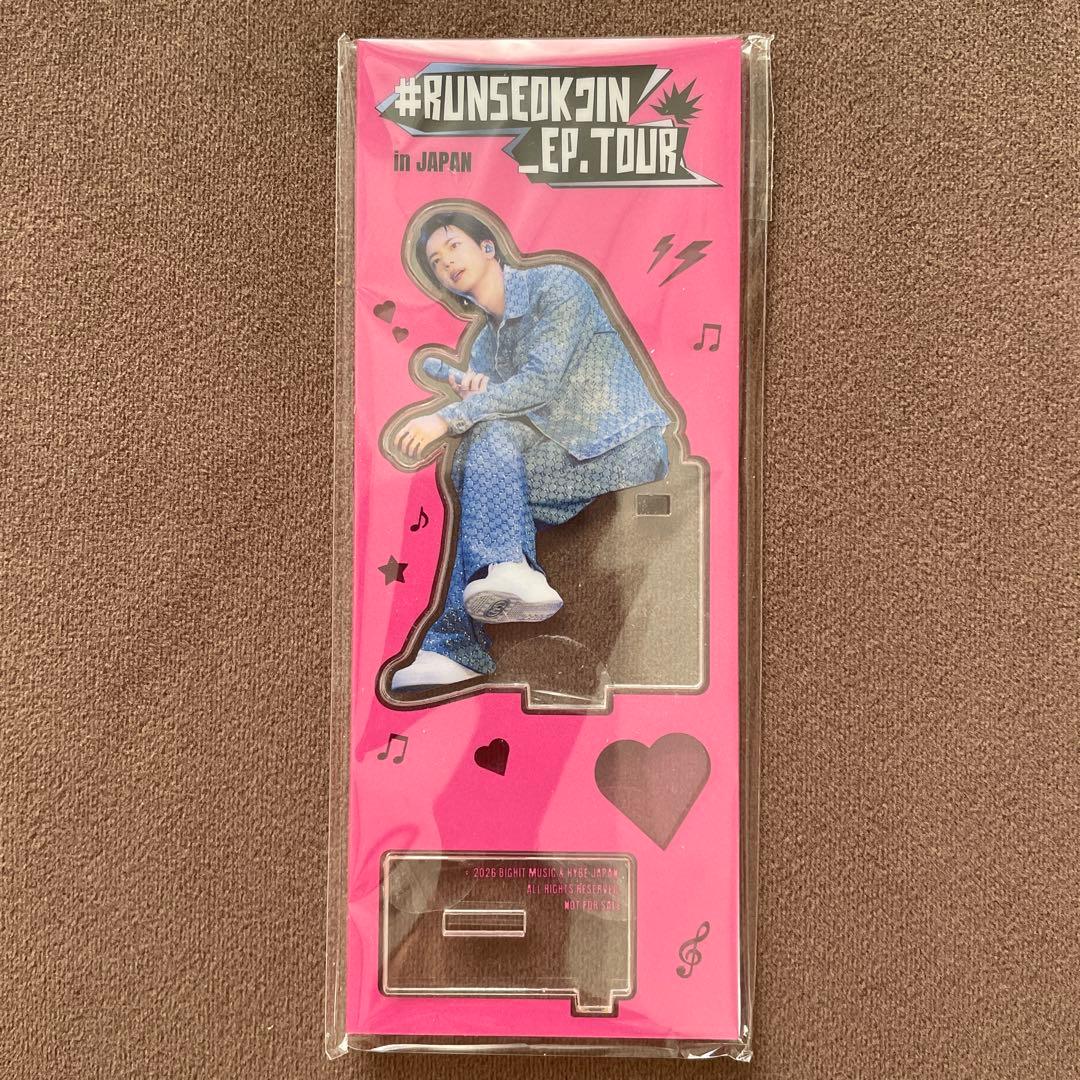 #RUNSEOKJIN
_EP.TOUR
in JAPAN
© 2026 BIGHIT MUSIC & HYBE JAPAN.
ALL RIGHTS RESERVED.
NOT FOR SALE